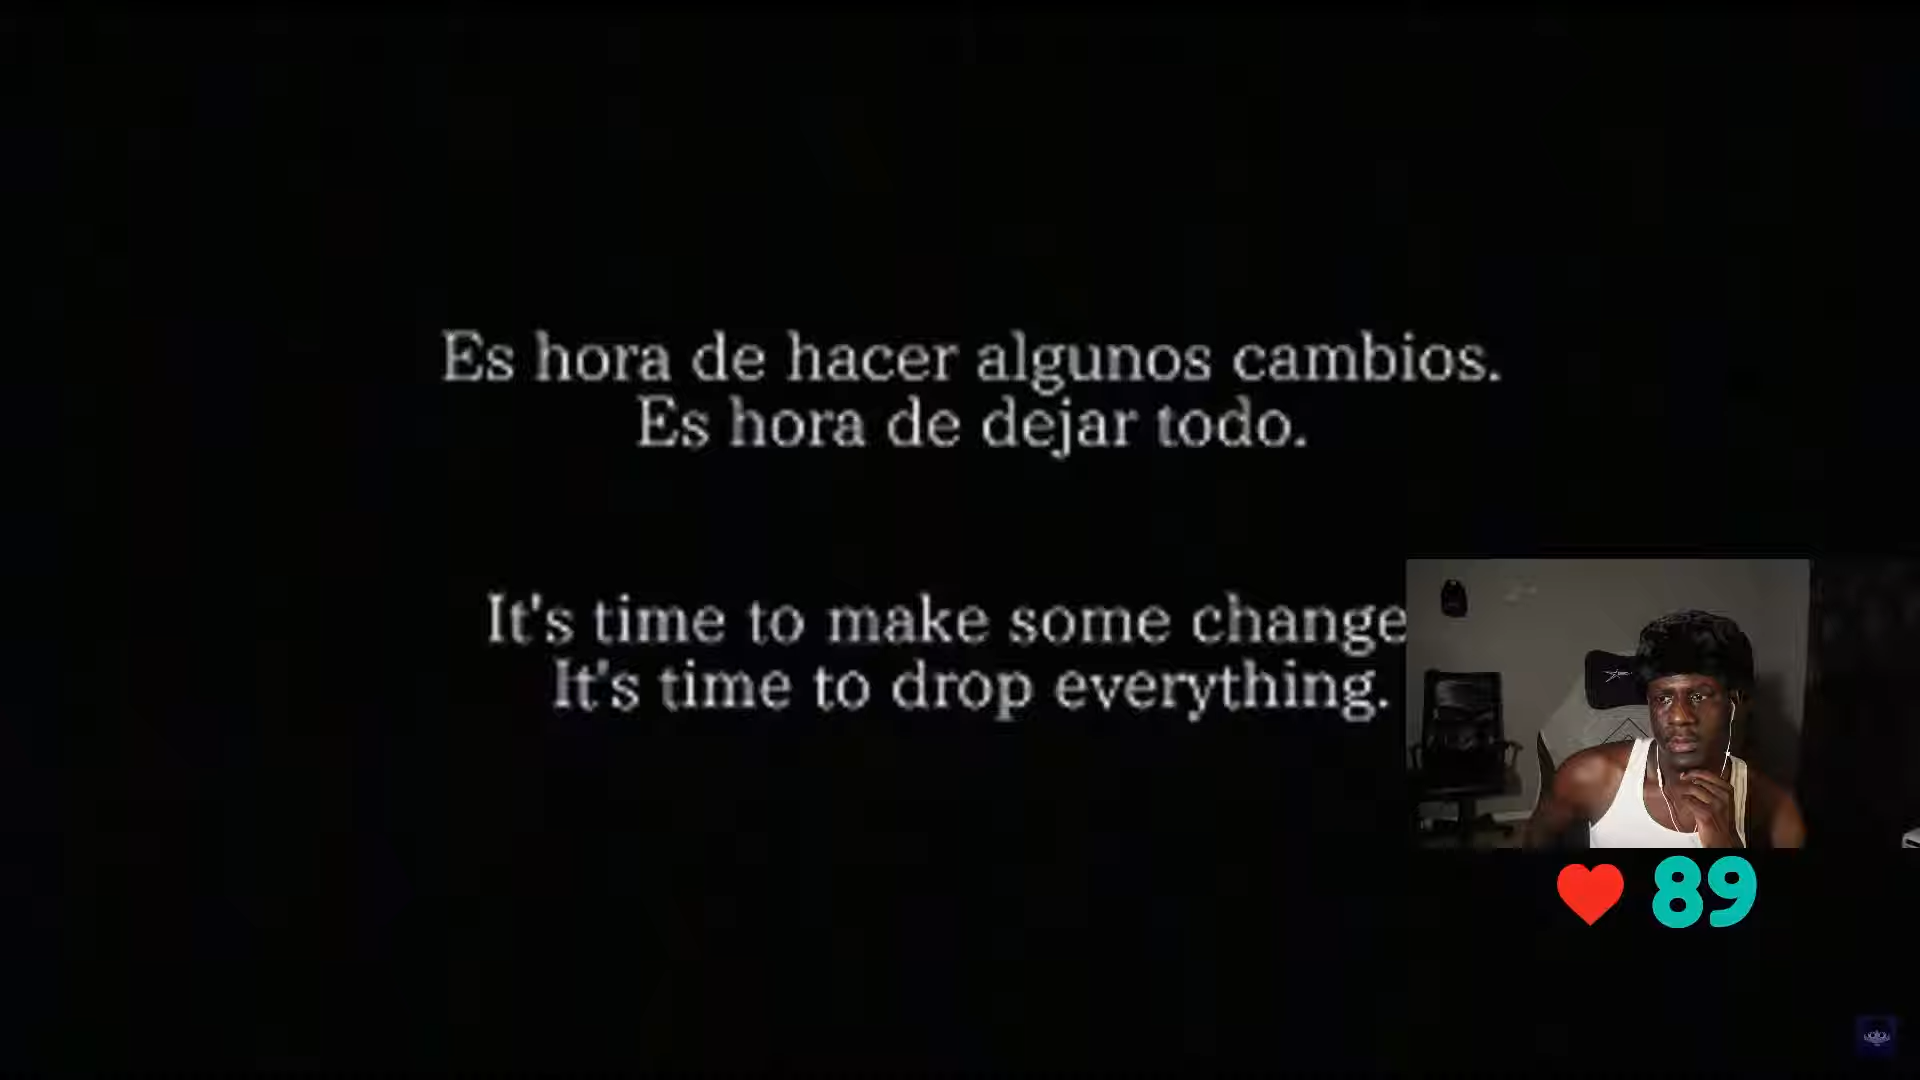 Es hora de hacer algunos cambios.
Es hora de dejar todo.
It's time to make some change
It's time to drop everything.
89